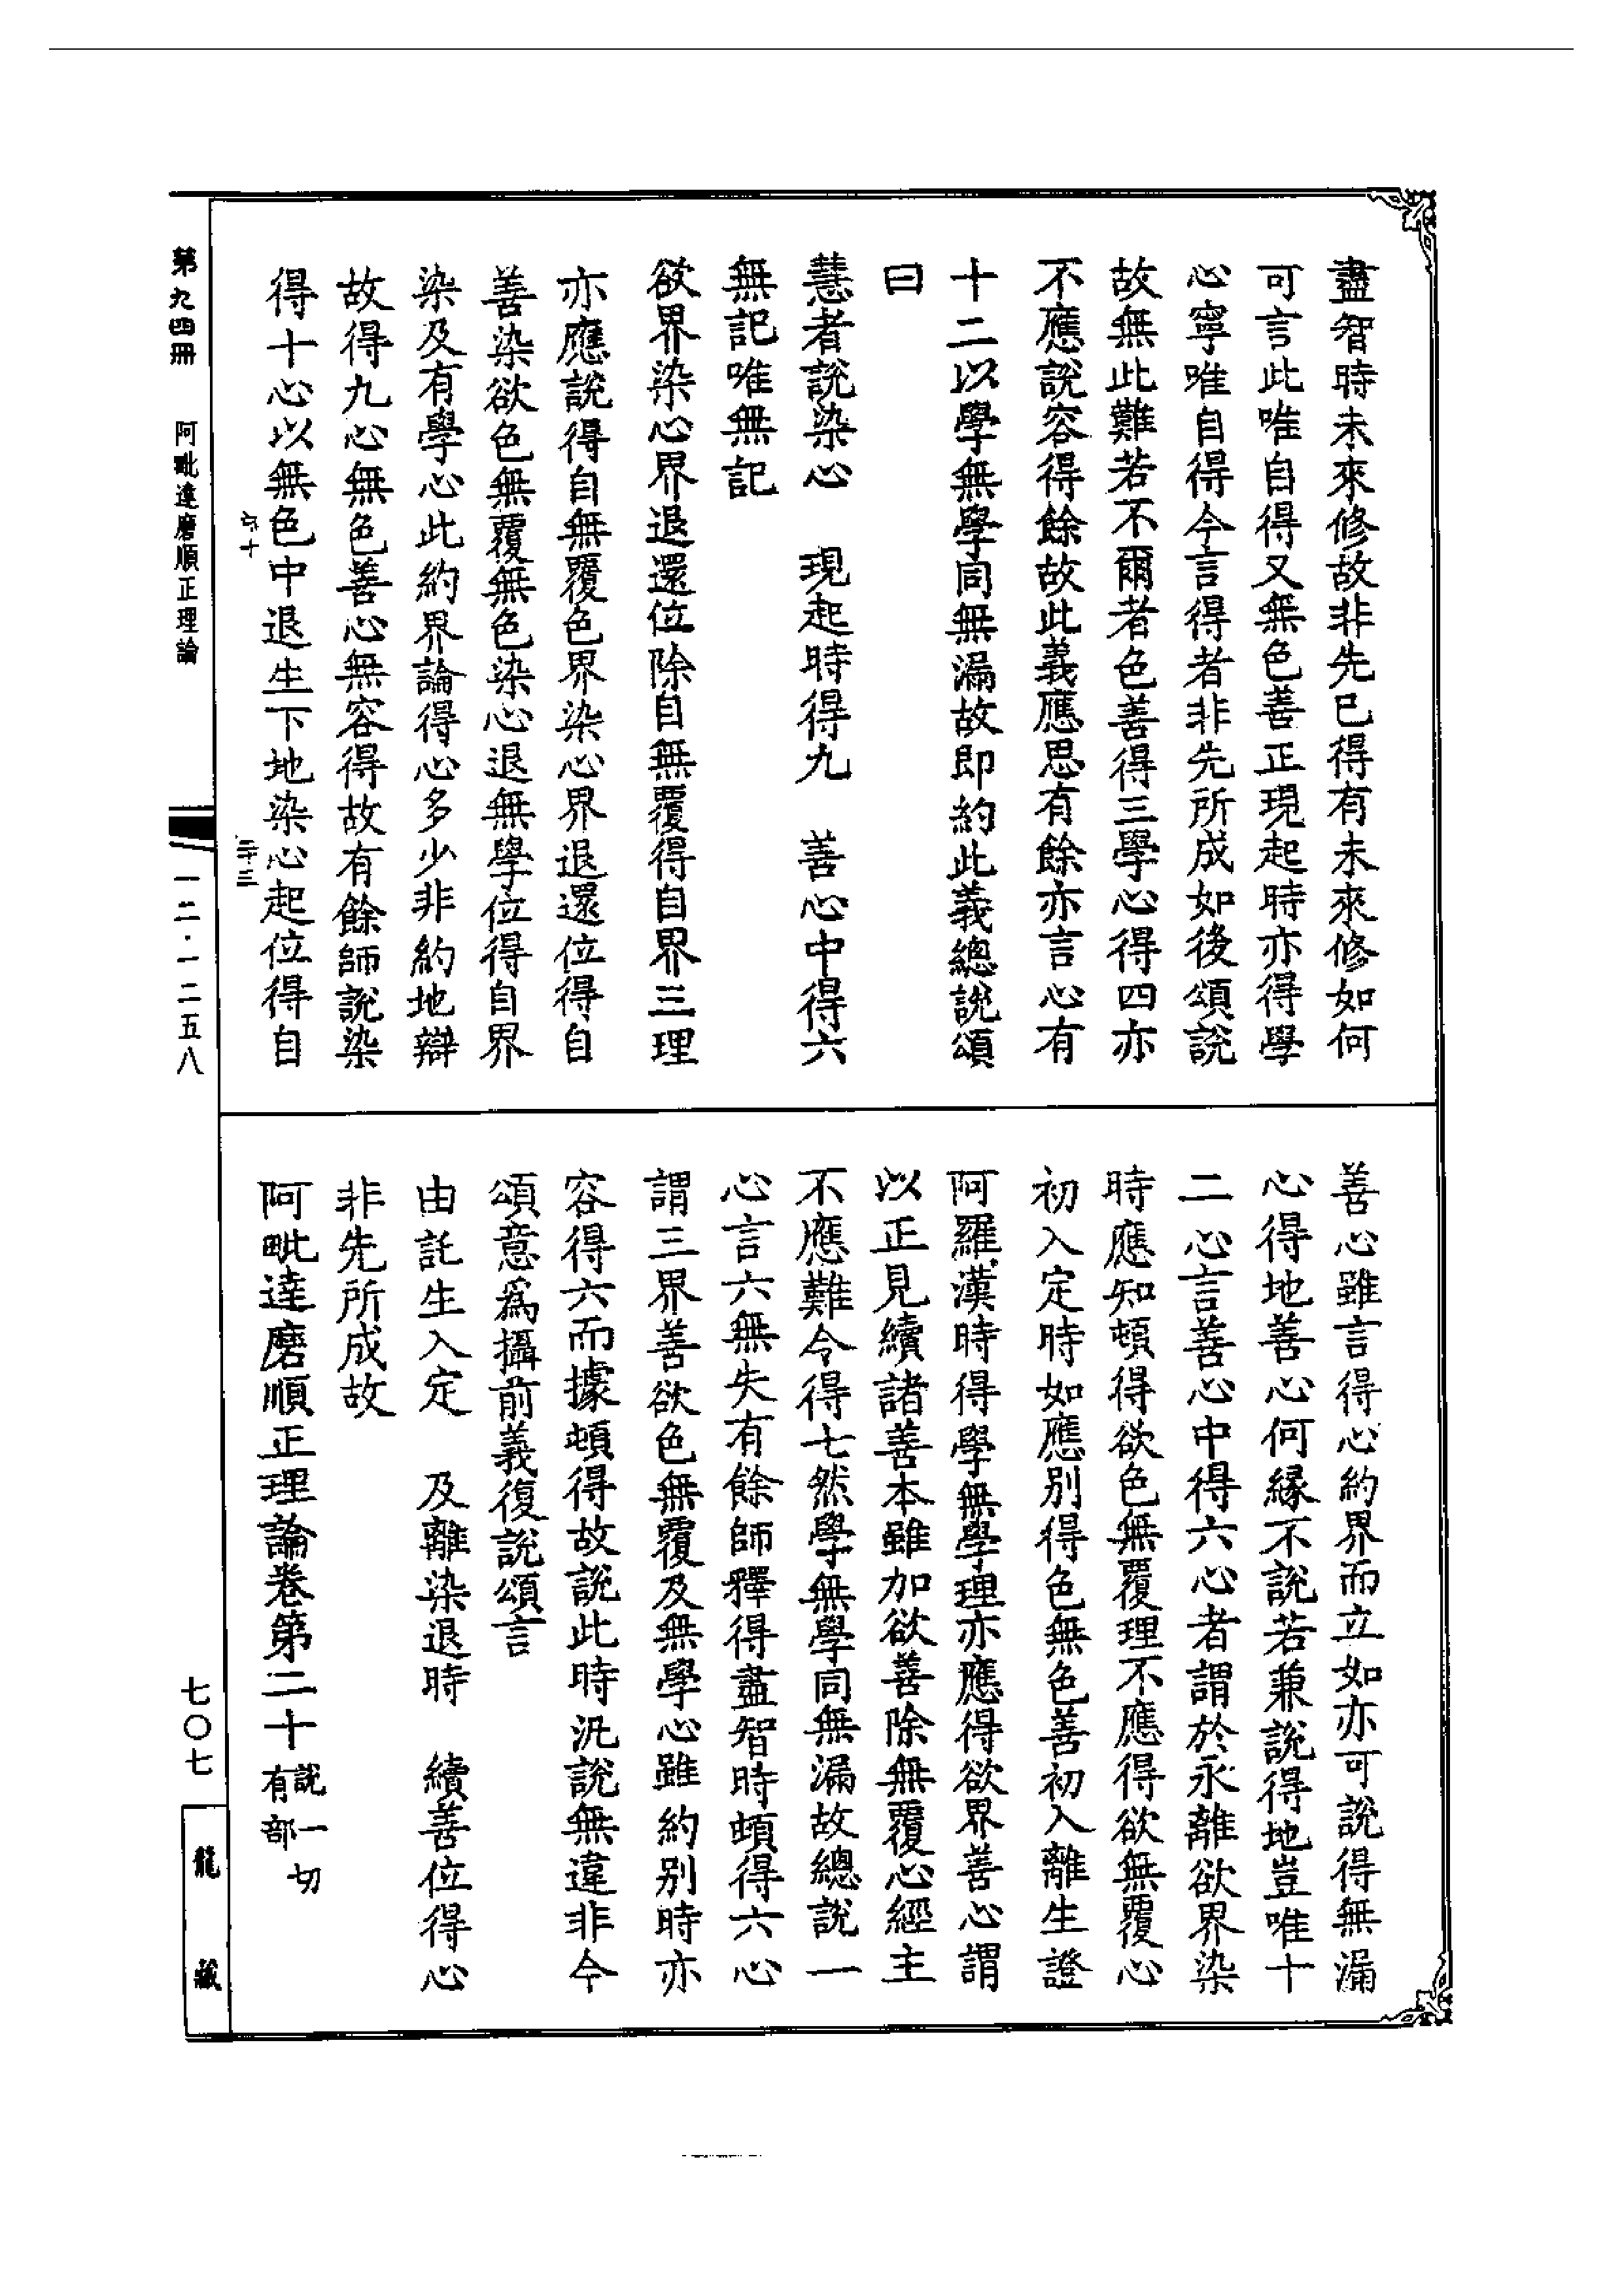 盡智時未來修故非先已得有未來修如何
可言此唯自得又無色善正現起時亦得學
心寧唯自得今言得者非先所成如後頌說
故無此難若不爾者色善得三學心得四亦
不應說容得餘故此義應思有餘亦言心有
十二以學無學同無漏故即約此義總說頌
曰
慧者說染心　現起時得九　善心中得六
無記唯無記
欲界染心界退還位除自無覆得自界三理
亦應說得自無覆色界染心界退還位得自
善染欲色無覆無色染心退無學位得自界
染及有學心此約界論得心多少非約地辯
故得九心無色善心無容得故有餘師說染
得十心以無色中退生下地染心起位得自
善心雖言得心約界而立如亦可說得無漏
心得地善心何緣不說若兼說得地豈唯十
二心言善心中得六心者謂於永離欲界染
時應知頓得欲色無覆理不應得欲無覆心
初入定時如應別得色無色善初入離生證
阿羅漢時得學無學理亦應得欲界善心謂
以正見續諸善本雖加欲善除無覆心經主
不應難令得七然學無學同無漏故總說一
心言六無失有餘師釋得盡智時頓得六心
謂三界善欲色無覆及無學心雖約別時亦
容得六而據頓得故說此時汎說無違非今
頌意爲攝前義復說頌言
由託生入定　及離染退時　續善位得心
非先所成故
阿毗達磨順正理論卷第二十 說一切有部
第九四冊　阿毗達磨順正理論
一二·一二五八
七〇七
龍藏
二十三